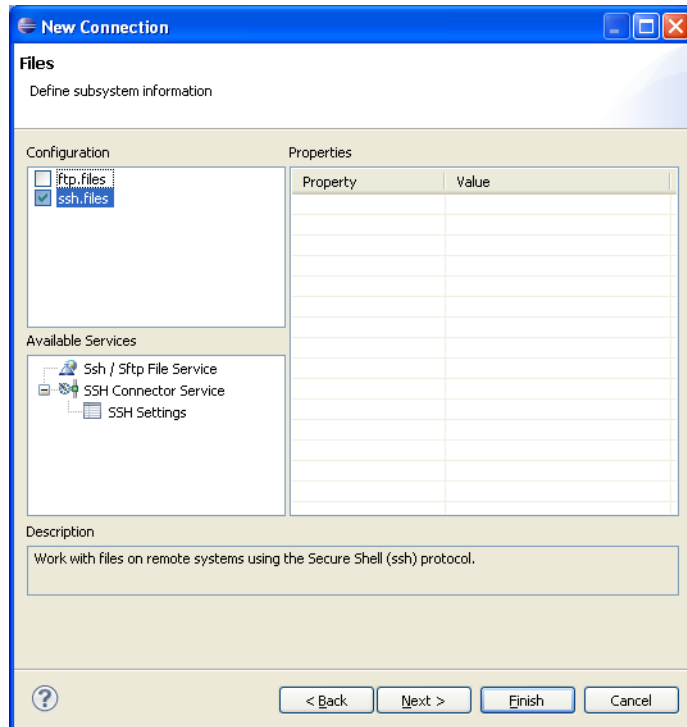 New Connection
Files
Define subsystem information
Configuration
ftp.files
ssh.files
Properties
Property Value
Available Services
Ssh / Sftp File Service
SSH Connector Service
SSH Settings
Description
Work with files on remote systems using the Secure Shell (ssh) protocol.
? < Back Next > Finish Cancel